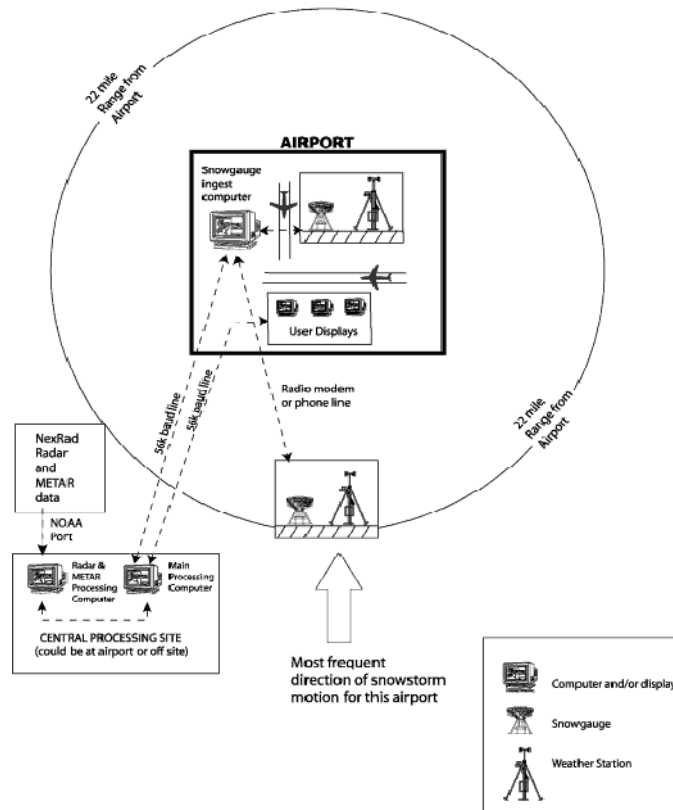 22 mile
Range from
Airport
AIRPORT
Snowgauge
ingest
computer
User Displays
56k baud line
56k baud line
Radio modem
or phone line
22 mile
Range from
Airport
NexRad
Radar
and
METAR
data
NOAA
Port
Radar &
METAR
Processing
Computer
Main
Processing
Computer
CENTRAL PROCESSING SITE
(could be at airport or off site)
Most frequent
direction of snowstorm
motion for this airport
Computer and/or display
Snowgauge
Weather Station